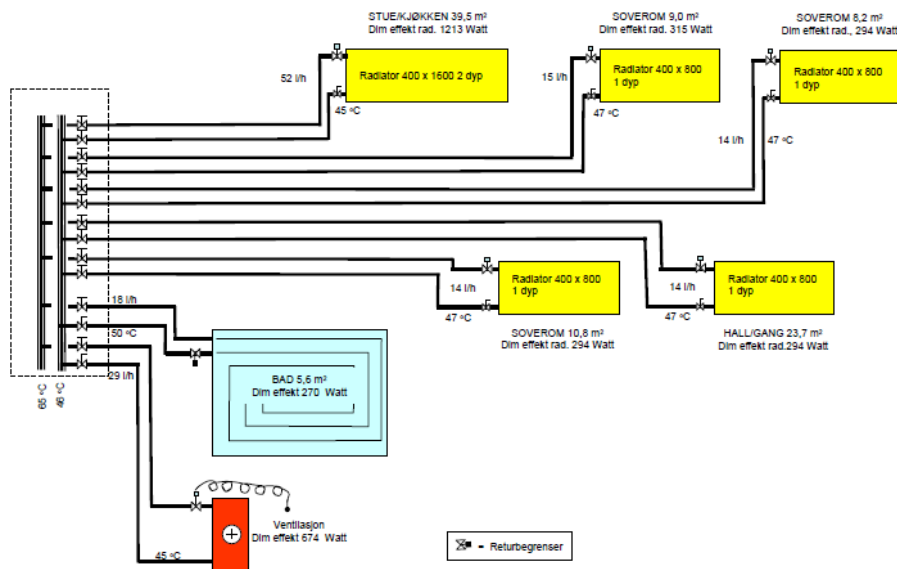 STUE/KJØKKEN 39,5 m²
Dim effekt rad. 1213 Watt
SOVEROM 9,0 m²
Dim effekt rad. 315 Watt
SOVEROM 8,2 m²
Dim effekt rad., 294 Watt
52 l/h
Radiator 400 x 1600 2 dyp
45 ºC
15 l/h
Radiator 400 x 800
1 dyp
47 ºC
Radiator 400 x 800
1 dyp
14 l/h
47 ºC
Radiator 400 x 800
1 dyp
14 l/h
47 ºC
SOVEROM 10,8 m²
Dim effekt rad. 294 Watt
Radiator 400 x 800
1 dyp
14 l/h
47 ºC
HALL/GANG 23,7 m²
Dim effekt rad.294 Watt
18 l/h
50 ºC
29 l/h
65 ºC
46 ºC
BAD 5,6 m²
Dim effekt 270 Watt
Ventilasjon
Dim effekt 674 Watt
45 ºC
- Returbegrenser